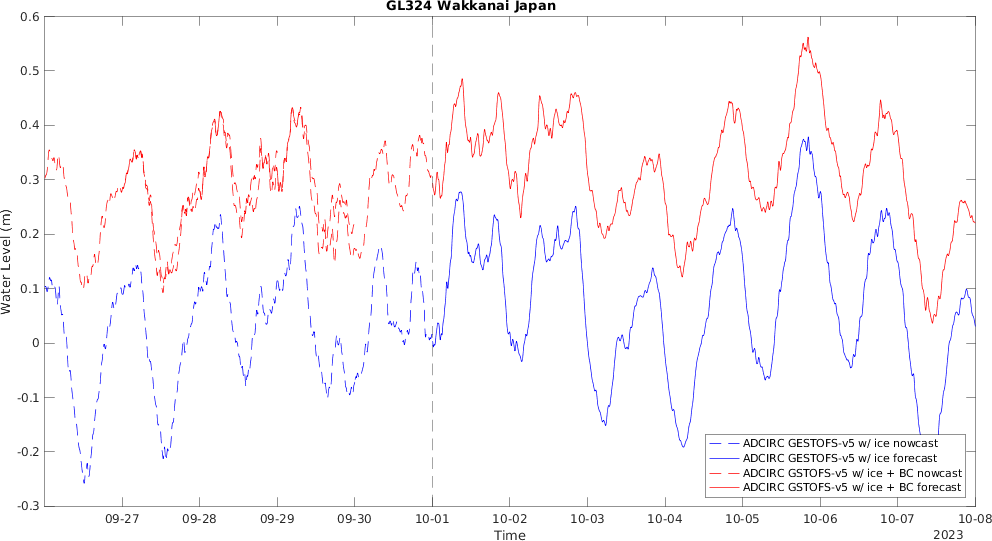 GL324 Wakkanai Japan
0.6
0.5
0.4
0.3
0.2
0.1
0
-0.1
-0.2
-0.3
Water Level (m)
ADCIRC GESTOFS-v5 w/ ice nowcast
ADCIRC GESTOFS-v5 w/ ice forecast
ADCIRC GSTOFS-v5 w/ ice + BC nowcast
ADCIRC GSTOFS-v5 w/ ice + BC forecast
09-27 09-28 09-29 09-30 10-01 10-02 10-03 10-04 10-05 10-06 10-07 10-08
Time
2023